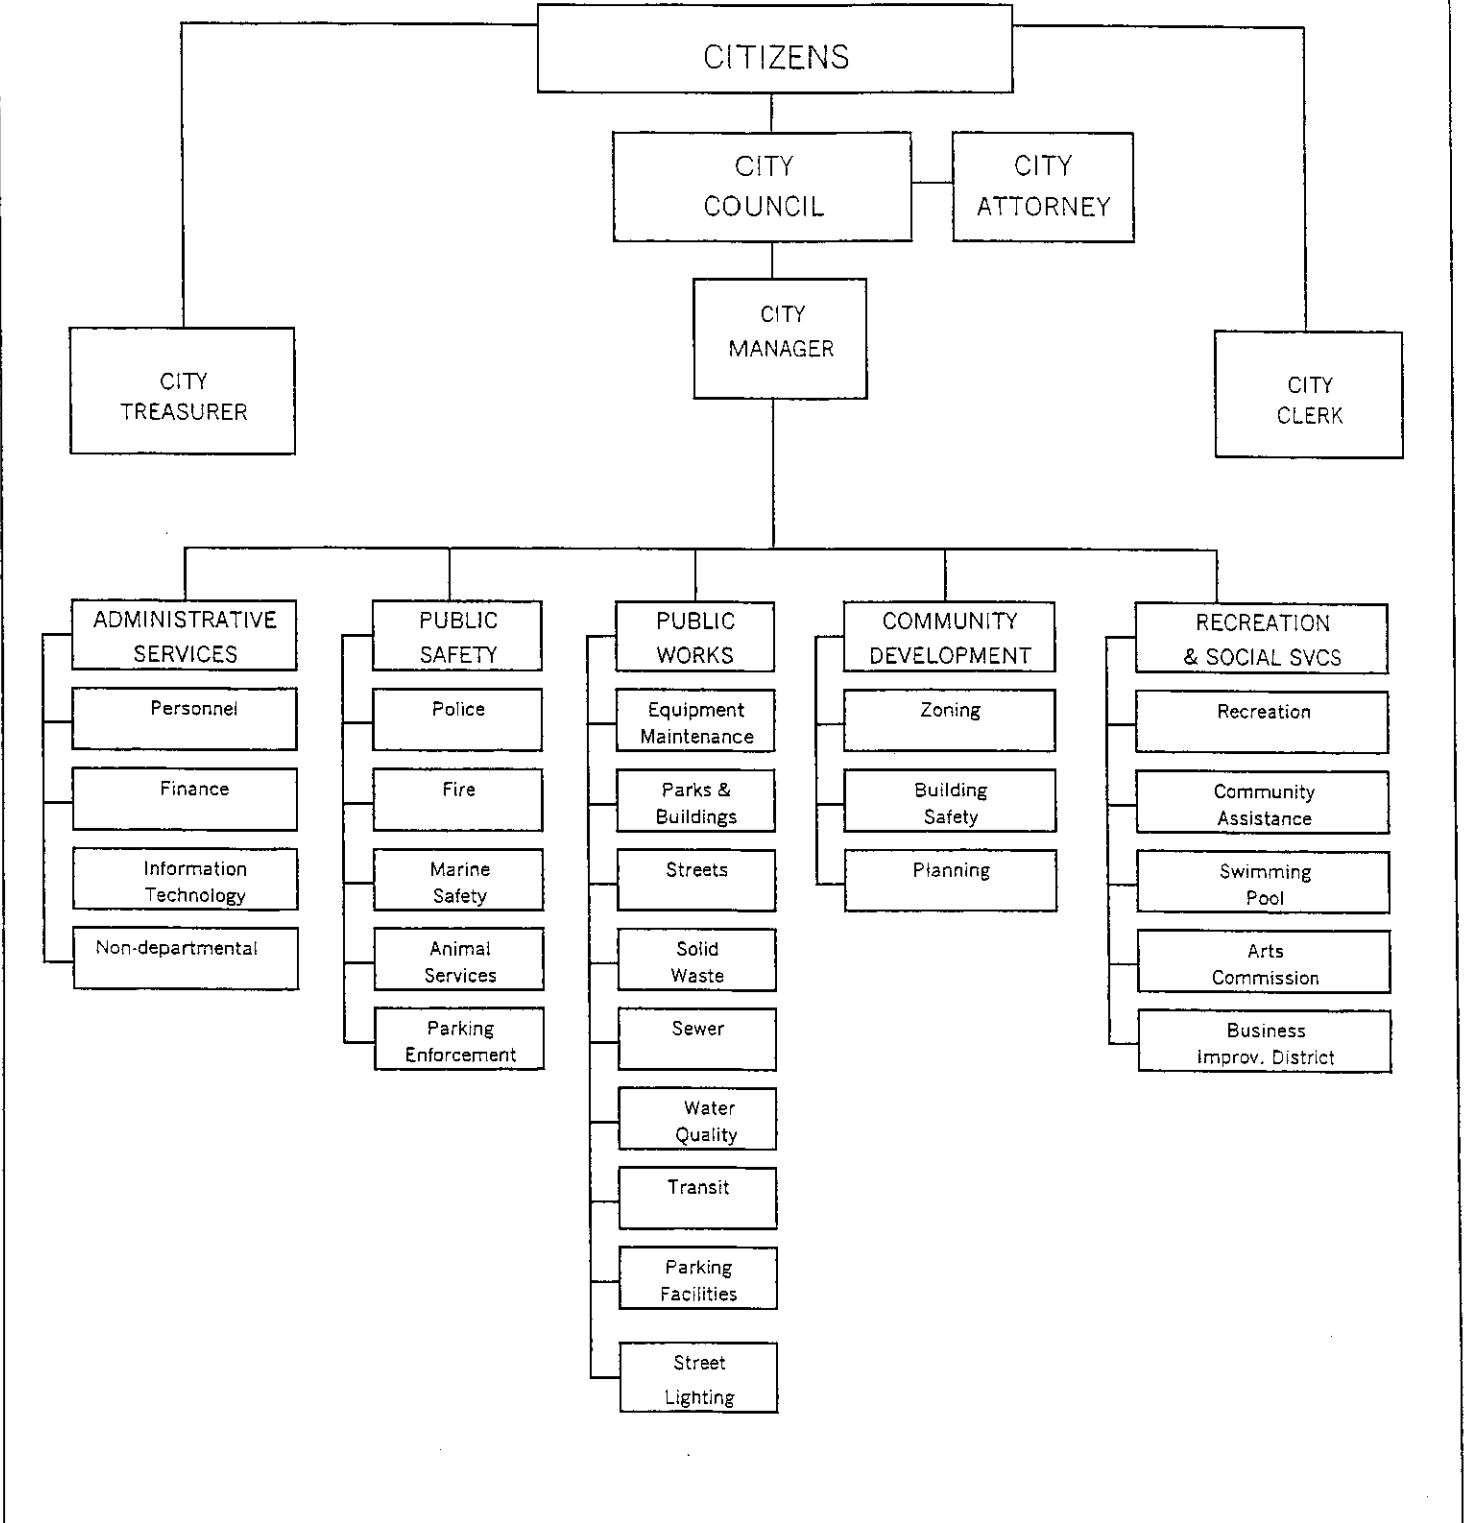 CITIZENS
CITY
COUNCIL
CITY
ATTORNEY
CITY
MANAGER
CITY
TREASURER
CITY
CLERK
ADMINISTRATIVE
SERVICES
Personnel
Finance
Information
Technology
Non-departmental
PUBLIC
SAFETY
Police
Fire
Marine
Safety
Animal
Services
Parking
Enforcement
PUBLIC
WORKS
Equipment
Maintenance
Parks &
Buildings
Streets
Solid
Waste
Sewer
Water
Quality
Transit
Parking
Facilities
Street
Lighting
COMMUNITY
DEVELOPMENT
Zoning
Building
Safety
Planning
RECREATION
& SOCIAL SVCS
Recreation
Community
Assistance
Swimming
Pool
Arts
Commission
Business
Improv. District